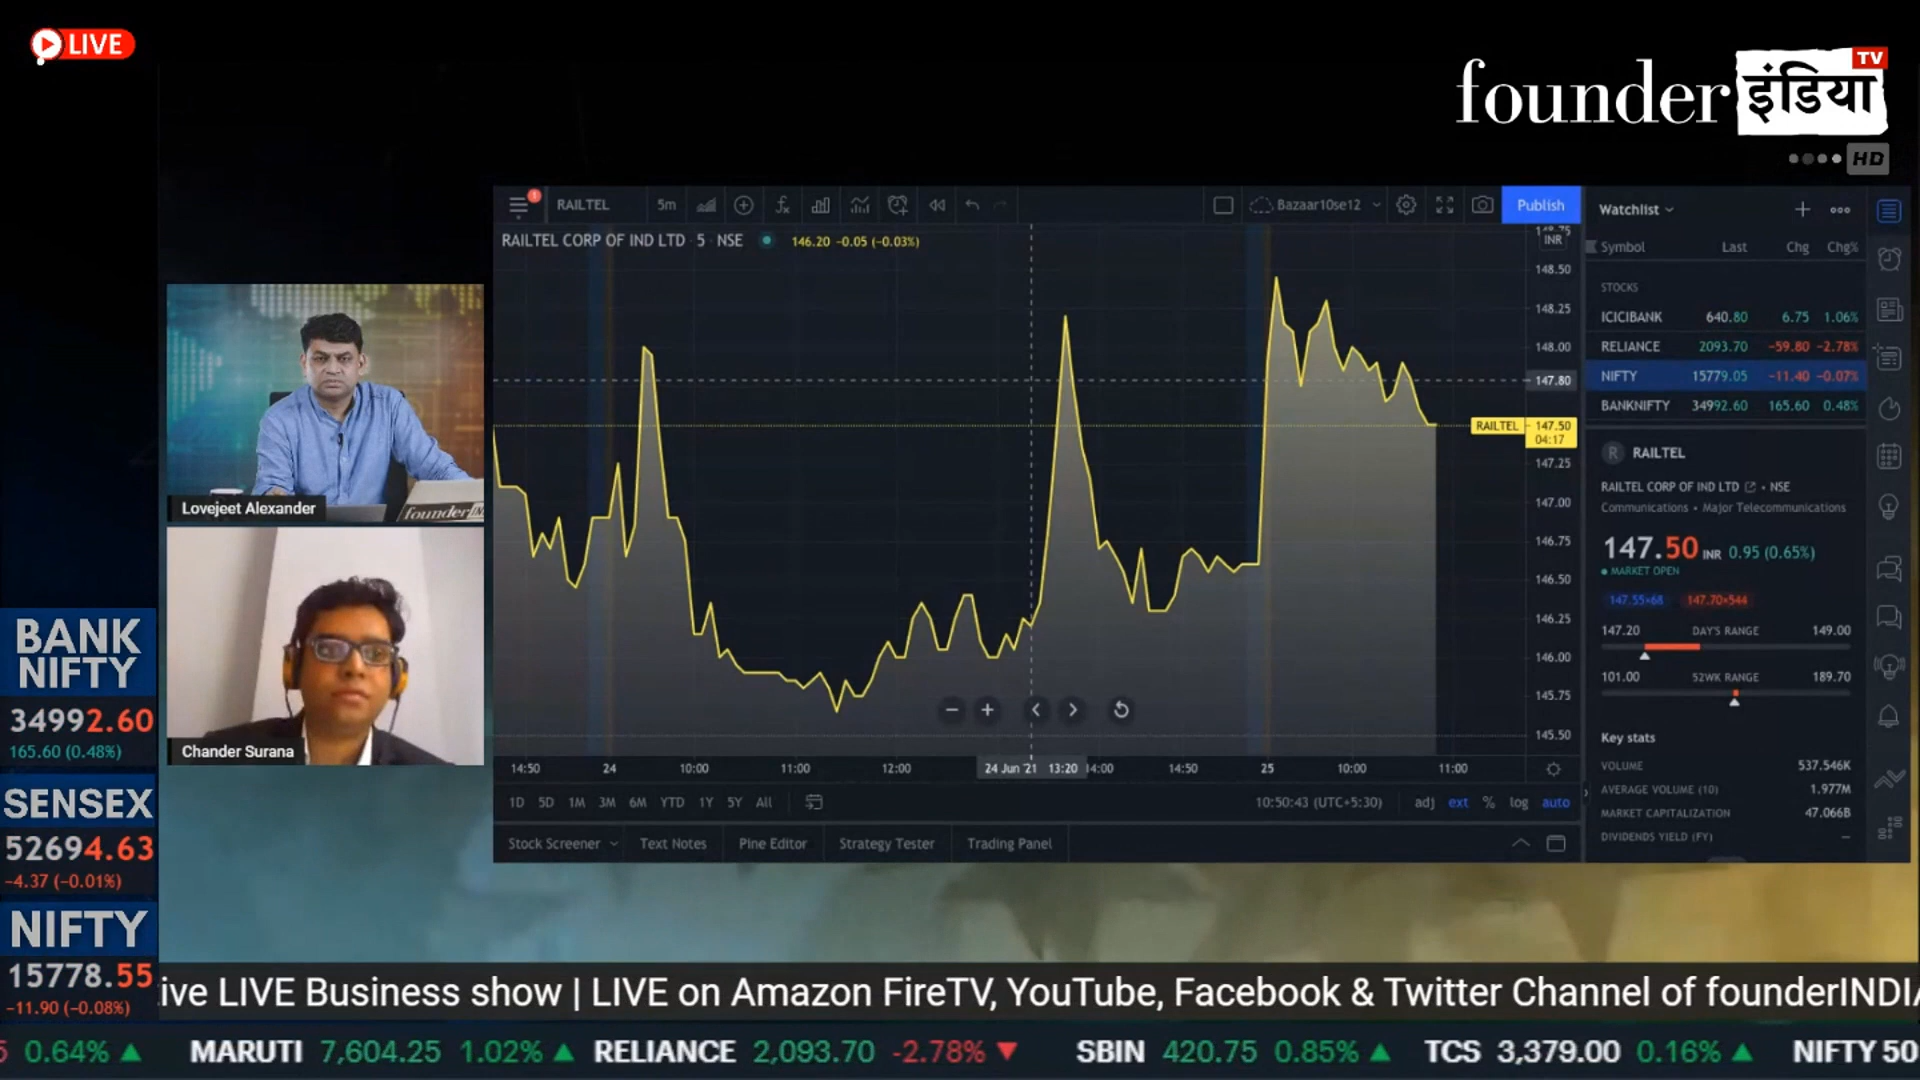 LIVE
founder इंडिया TV
HD
RAILTEL 5m Bazaar10se12 Publish
RAILTEL CORP OF IND LTD · 5 · NSE 146.20 -0.05 (-0.03%)
INR
148.50
148.25
148.00
147.80
RAILTEL 147.50
04:17
147.25
147.00
146.75
146.50
146.25
146.00
145.75
145.50
14:50 24 10:00 11:00 12:00 24 Jun '21 13:20 14:00 14:50 25 10:00 11:00
1D 5D 1M 3M 6M YTD 1Y 5Y All 10:50:43 (UTC+5:30) adj ext % log auto
Stock Screener Text Notes Pine Editor Strategy Tester Trading Panel
Watchlist
Symbol Last Chg Chg%
STOCKS
ICICIBANK 640.80 6.75 1.06%
RELIANCE 2093.70 -59.80 -2.78%
NIFTY 15779.05 -11.40 -0.07%
BANKNIFTY 34992.60 165.60 0.48%
R RAILTEL
RAILTEL CORP OF IND LTD • NSE
Communications • Major Telecommunications
147.50 INR 0.95 (0.65%)
MARKET OPEN
147.55×68 147.70×544
147.20 DAY'S RANGE 149.00
101.00 52WK RANGE 189.70
Key stats
VOLUME 537.546K
AVERAGE VOLUME (10) 1.977M
MARKET CAPITALIZATION 47.066B
DIVIDENDS YIELD (FY) —
Lovejeet Alexander
founderIN
Chander Surana
BANK
NIFTY
34992.60
165.60 (0.48%)
SENSEX
52694.63
-4.37 (-0.01%)
NIFTY
15778.55
-11.90 (-0.08%)
ive LIVE Business show | LIVE on Amazon FireTV, YouTube, Facebook & Twitter Channel of founderINDIA
5 0.64% ▲ MARUTI 7,604.25 1.02% ▲ RELIANCE 2,093.70 -2.78% ▼ SBIN 420.75 0.85% ▲ TCS 3,379.00 0.16% ▲ NIFTY 50